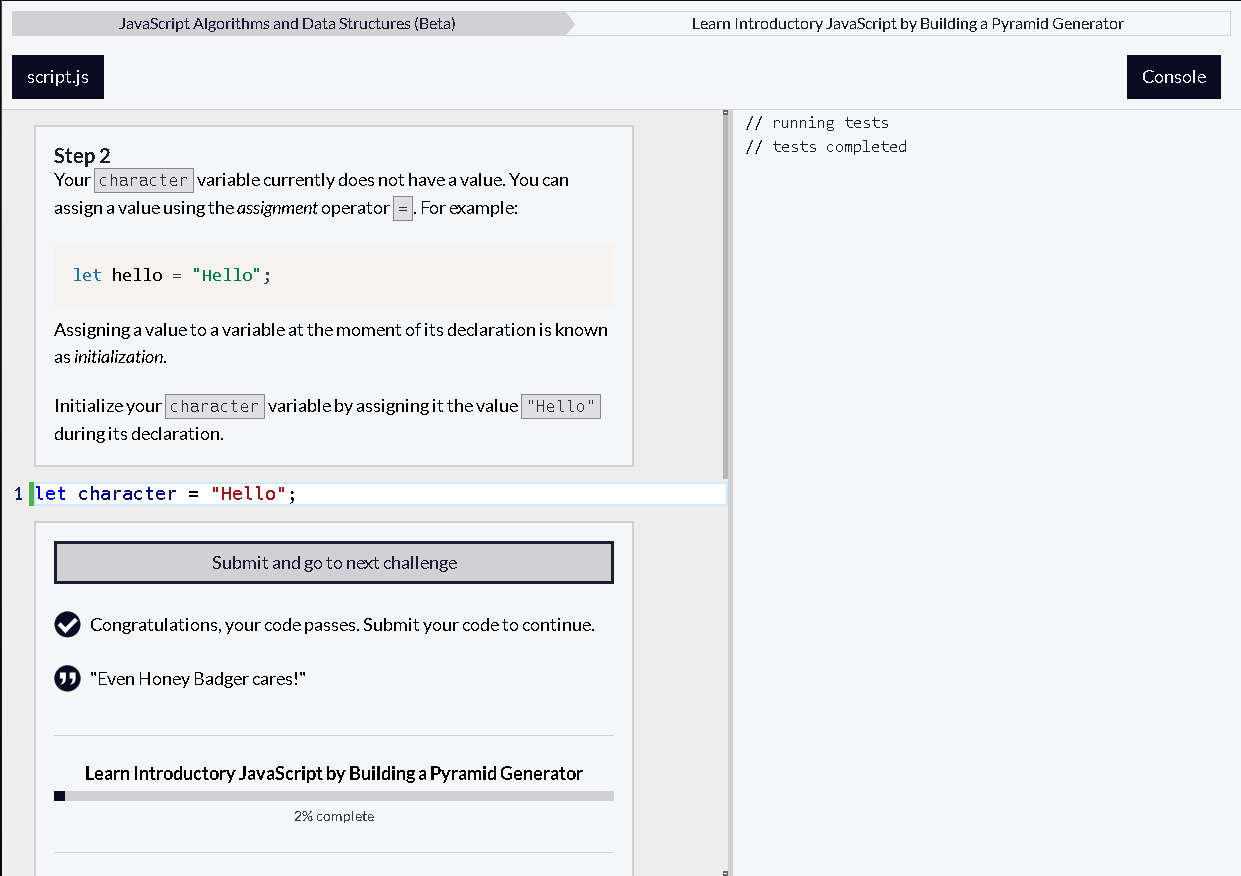 JavaScript Algorithms and Data Structures (Beta)
Learn Introductory JavaScript by Building a Pyramid Generator
script.js
Console
Step 2
Your character variable currently does not have a value. You can
assign a value using the assignment operator =. For example:
let hello = "Hello";
Assigning a value to a variable at the moment of its declaration is known
as initialization.
Initialize your character variable by assigning it the value "Hello"
during its declaration.
1 let character = "Hello";
Submit and go to next challenge
Congratulations, your code passes. Submit your code to continue.
"Even Honey Badger cares!"
Learn Introductory JavaScript by Building a Pyramid Generator
2% complete
// running tests
// tests completed